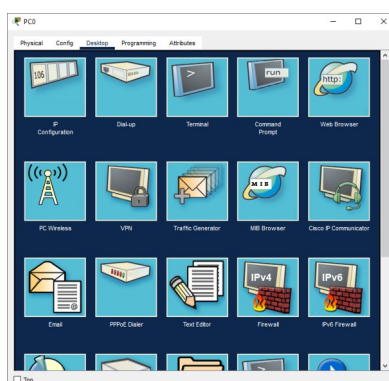 PC0
Physical Config Desktop Programming Attributes
106
>
run
http:
IP
Configuration
Dial-up
Terminal
Command
Prompt
Web Browser
MIB
PC Wireless
VPN
Traffic Generator
MIB Browser
Cisco IP Communicator
@
IPv4
IPv6
Email
PPPoE Dialer
Text Editor
Firewall
IPv6 Firewall
>
Top